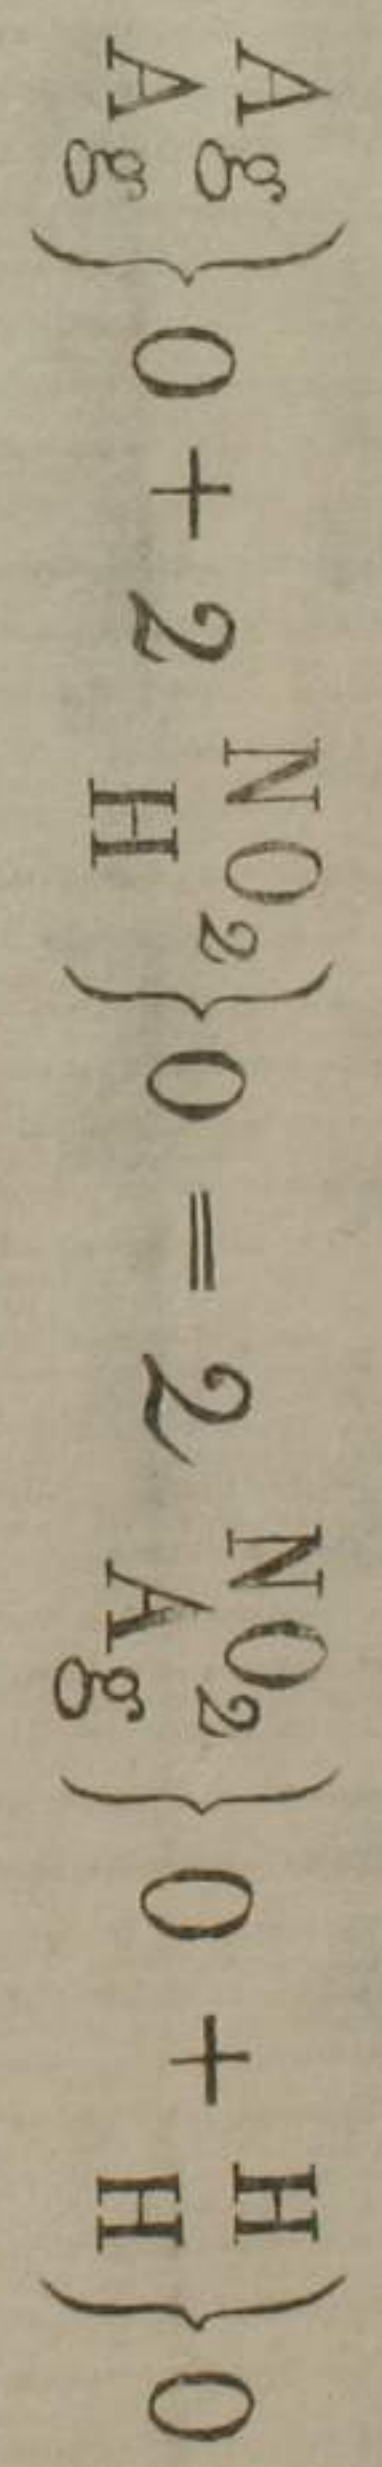 Ag NO₂ NO₂ H
Ag } O + 2 H } O = 2 Ag } O + H } O